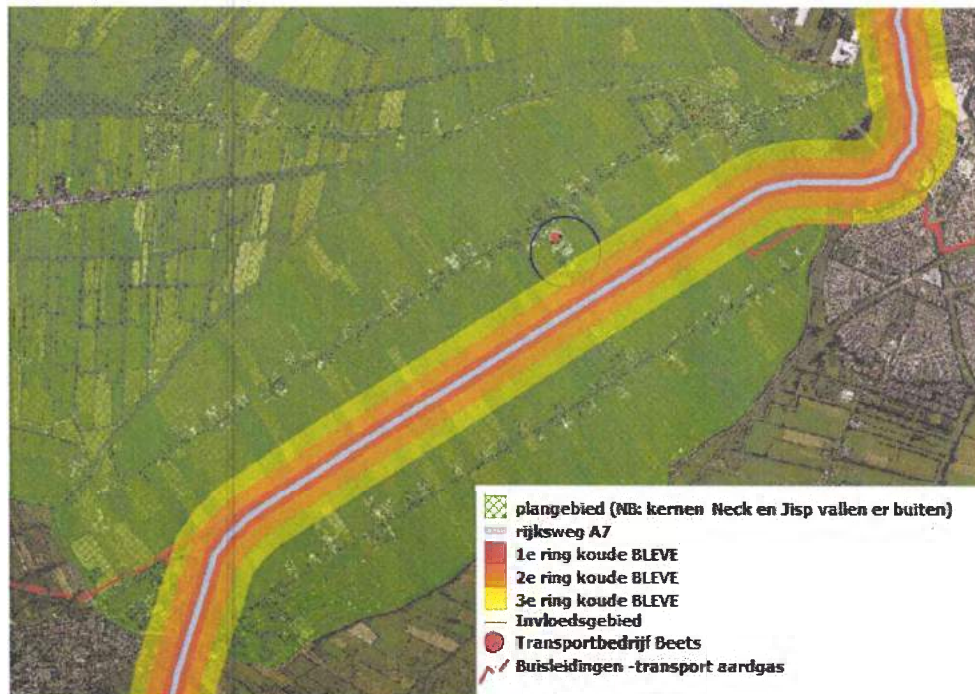 plangebied (NB: kernen Neck en Jisp vallen er buiten)
rijksweg A7
1e ring koude BLEVE
2e ring koude BLEVE
3e ring koude BLEVE
Invloedsgebied
Transportbedrijf Beets
Buisleidingen -transport aardgas